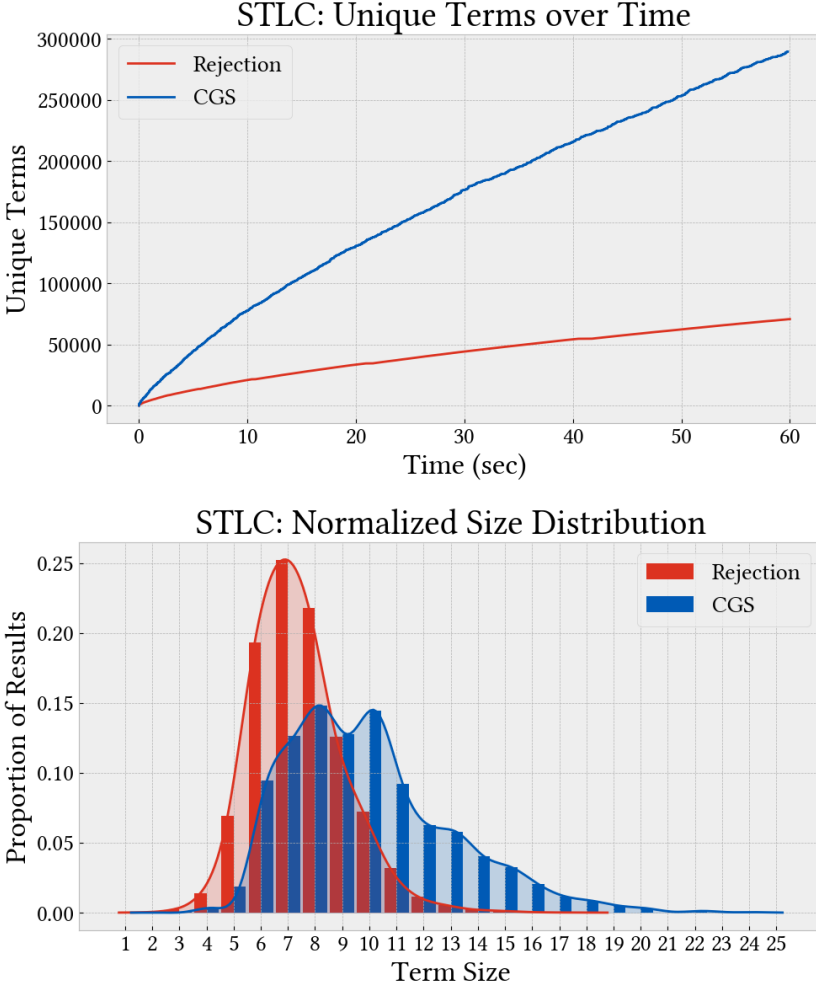 STLC: Unique Terms over Time
300000
250000
200000
150000
100000
50000
0
Unique Terms
Rejection
CGS
0 10 20 30 40 50 60
Time (sec)
STLC: Normalized Size Distribution
0.25
0.20
0.15
0.10
0.05
0.00
Proportion of Results
Rejection
CGS
1 2 3 4 5 6 7 8 9 10 11 12 13 14 15 16 17 18 19 20 21 22 23 24 25
Term Size